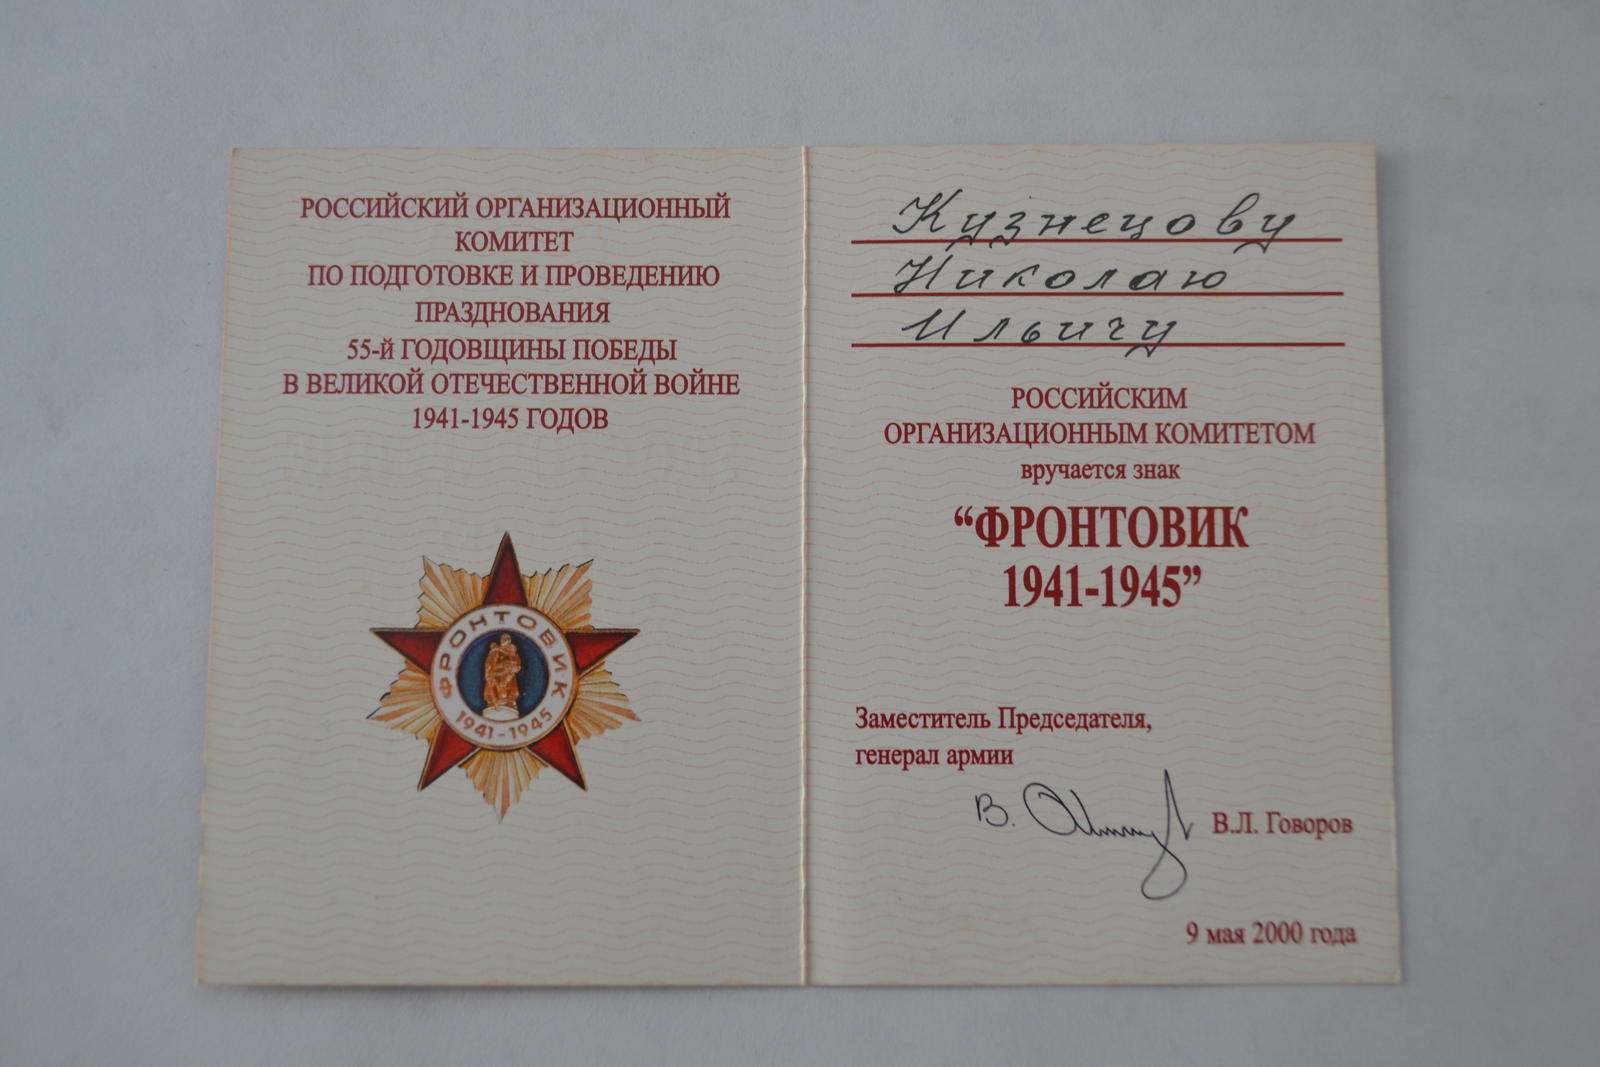 РОССИЙСКИЙ ОРГАНИЗАЦИОННЫЙ
КОМИТЕТ
ПО ПОДГОТОВКЕ И ПРОВЕДЕНИЮ
ПРАЗДНОВАНИЯ
55-й ГОДОВЩИНЫ ПОБЕДЫ
В ВЕЛИКОЙ ОТЕЧЕСТВЕННОЙ ВОЙНЕ
1941-1945 ГОДОВ
ФРОНТОВИК
1941-1945
Кузнецову
Николаю
Ильичу
РОССИЙСКИМ
ОРГАНИЗАЦИОННЫМ КОМИТЕТОМ
вручается знак
“ФРОНТОВИК
1941-1945”
Заместитель Председателя,
генерал армии
В.Л. Говоров
9 мая 2000 года